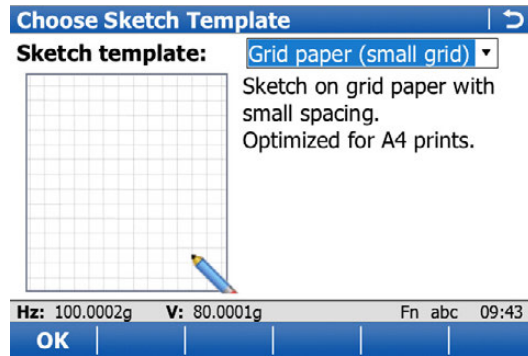 Choose Sketch Template
Sketch template: Grid paper (small grid)
Sketch on grid paper with
small spacing.
Optimized for A4 prints.
Hz: 100.0002g V: 80.0001g Fn abc 09:43
OK